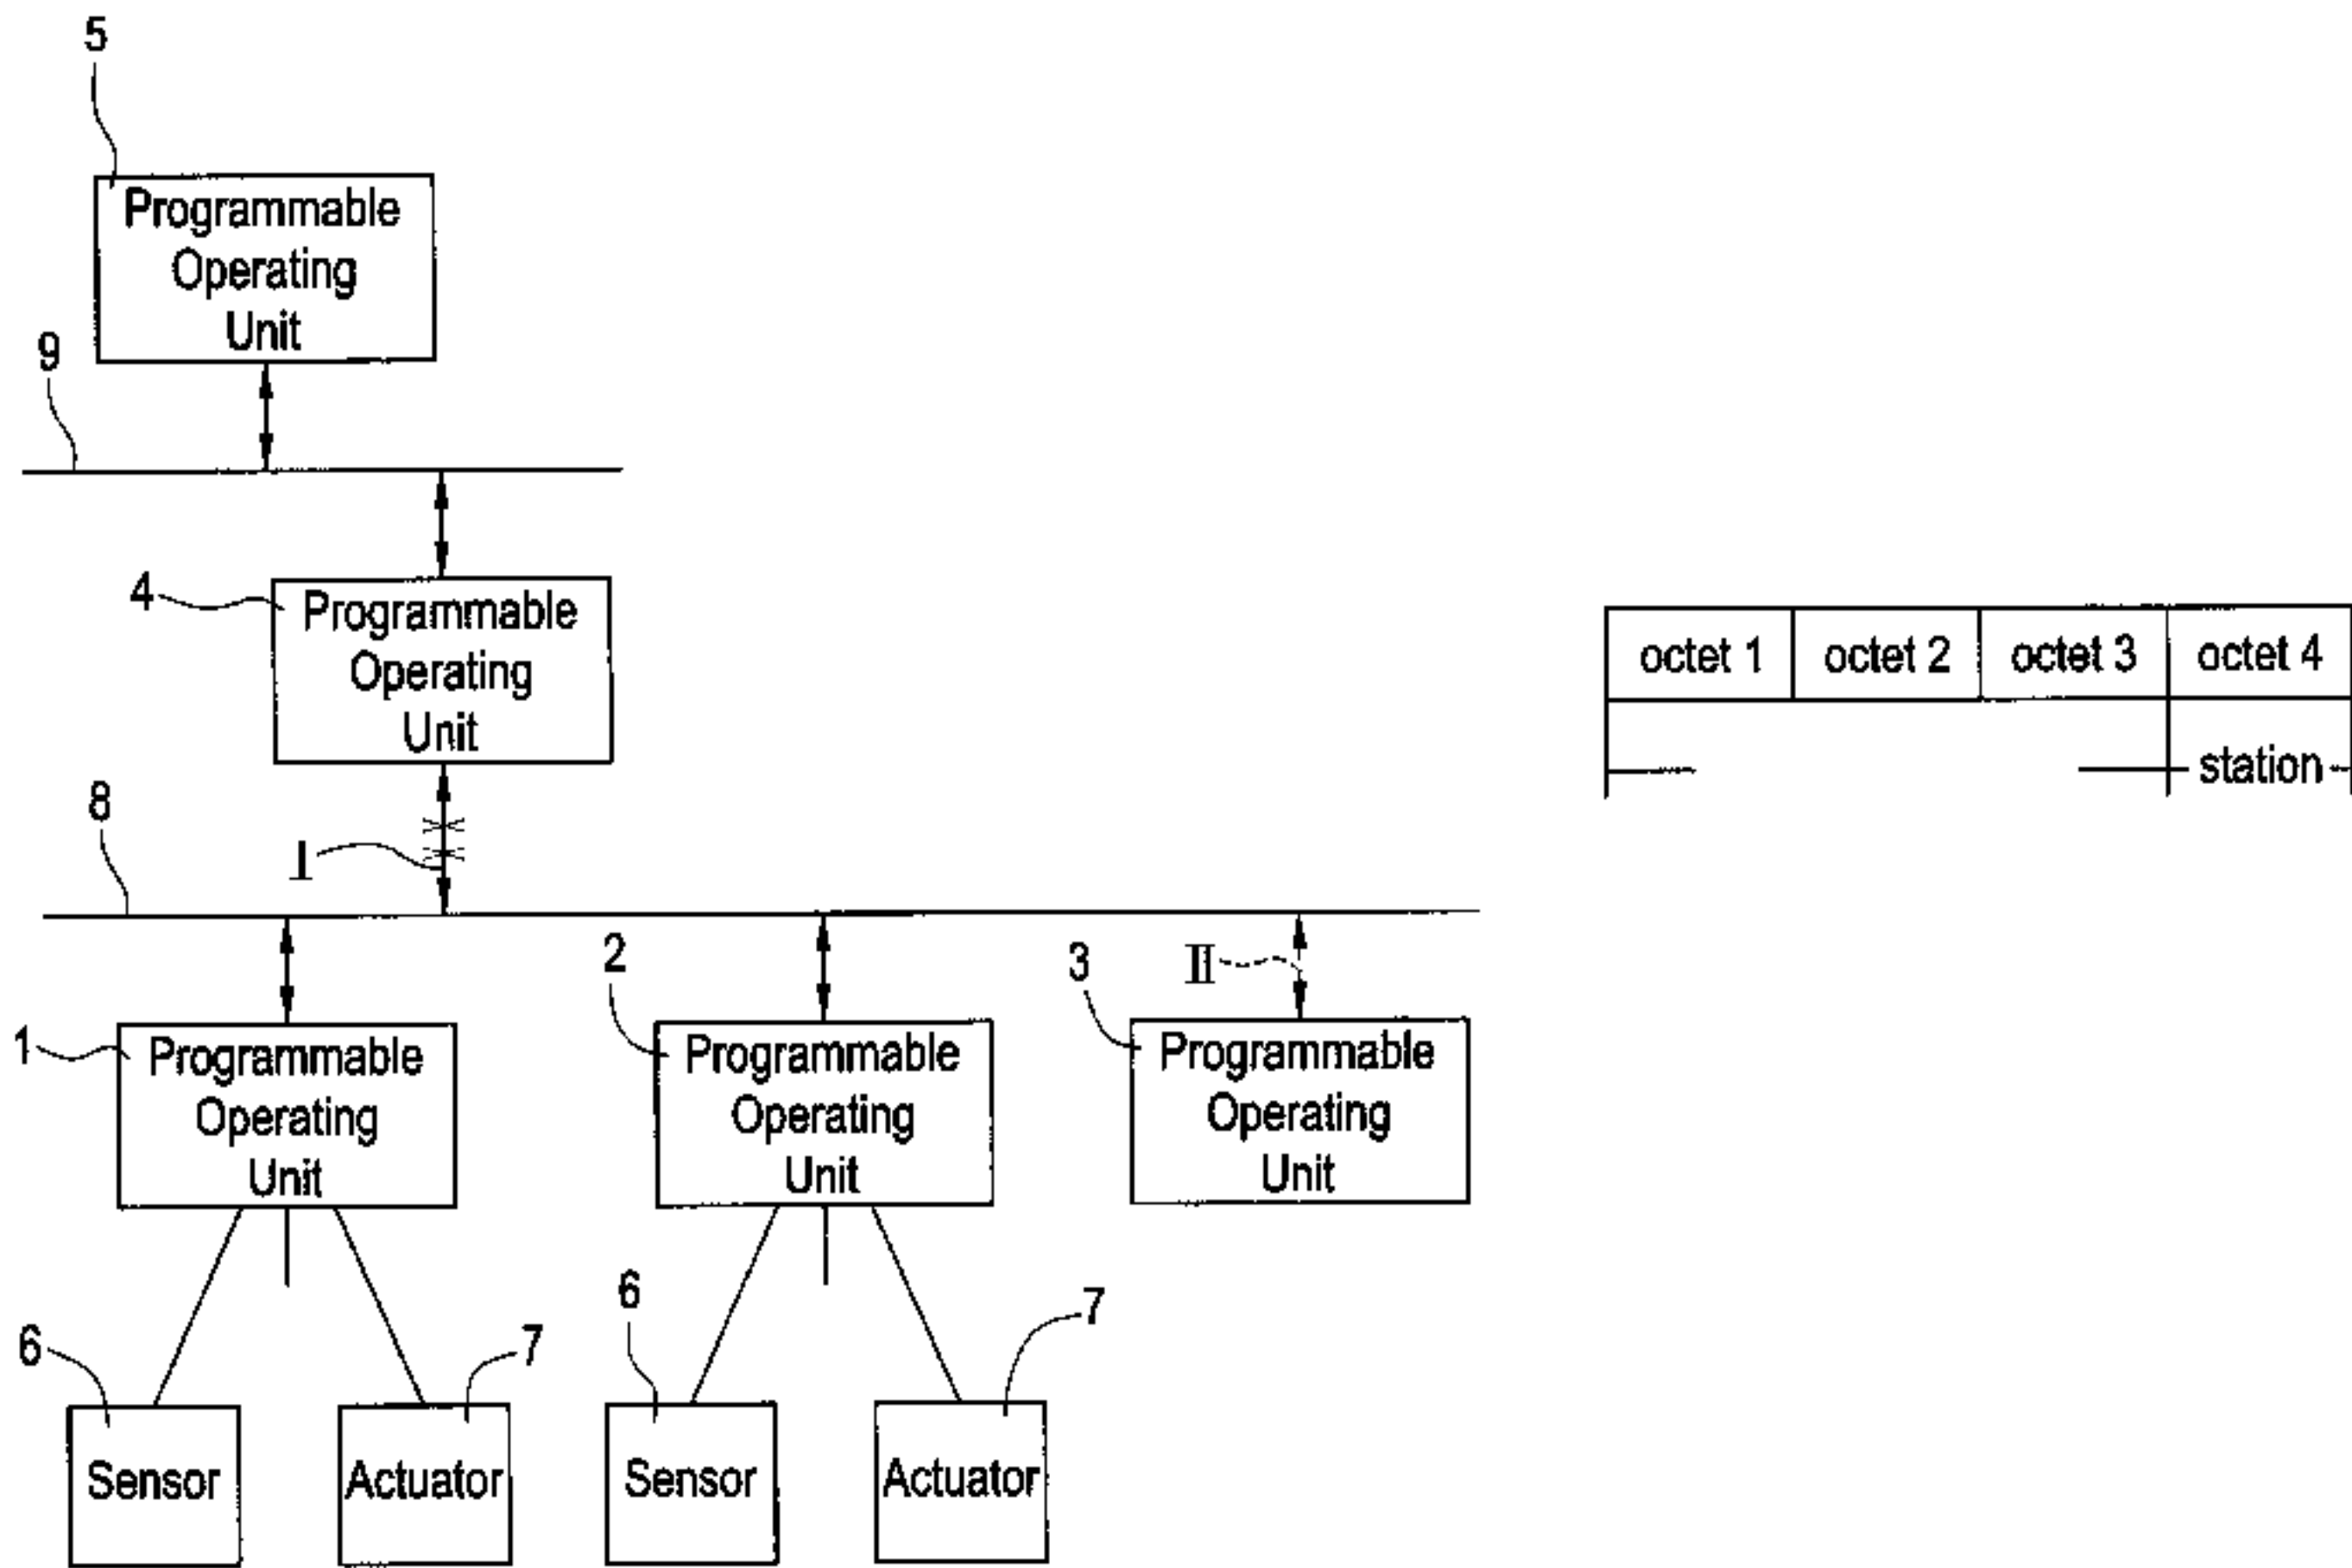 5
Programmable
Operating
Unit
9
4
Programmable
Operating
Unit
octet 1 octet 2 octet 3 octet 4
station
8
I
2
3
II
1
Programmable
Operating
Unit
Programmable
Operating
Unit
Programmable
Operating
Unit
6
7
6
7
Sensor
Actuator
Sensor
Actuator